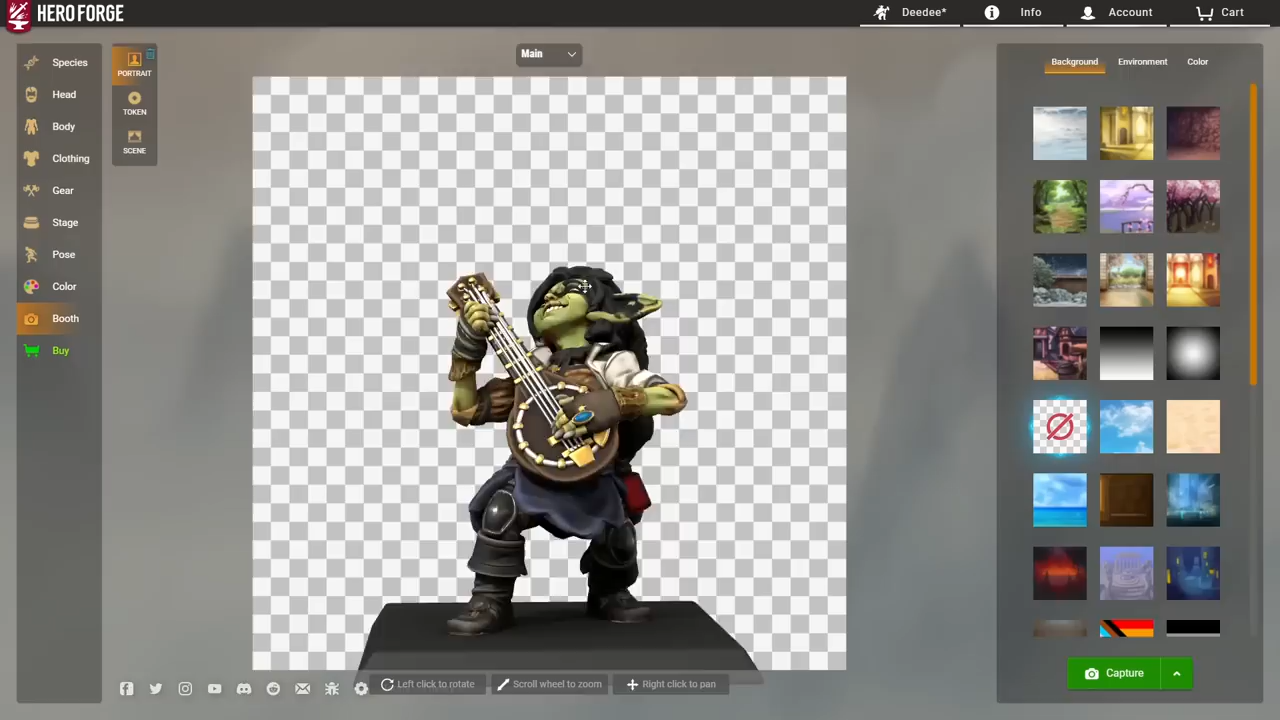 HERO FORGE
Deedee*
Info
Account
Cart
Species
Head
Body
Clothing
Gear
Stage
Pose
Color
Booth
Buy
PORTRAIT
TOKEN
SCENE
Main
Background
Environment
Color
Left click to rotate
Scroll wheel to zoom
Right click to pan
Capture